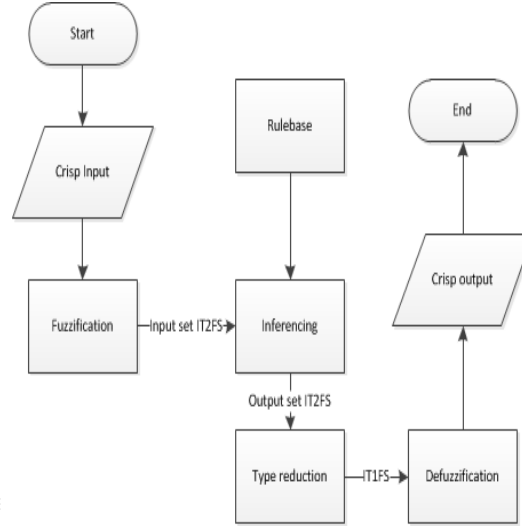 Start
Crisp Input
Fuzzification
Input set IT2FS
Rulebase
Inferencing
Output set IT2FS
Type reduction
IT1FS
Defuzzification
Crisp output
End